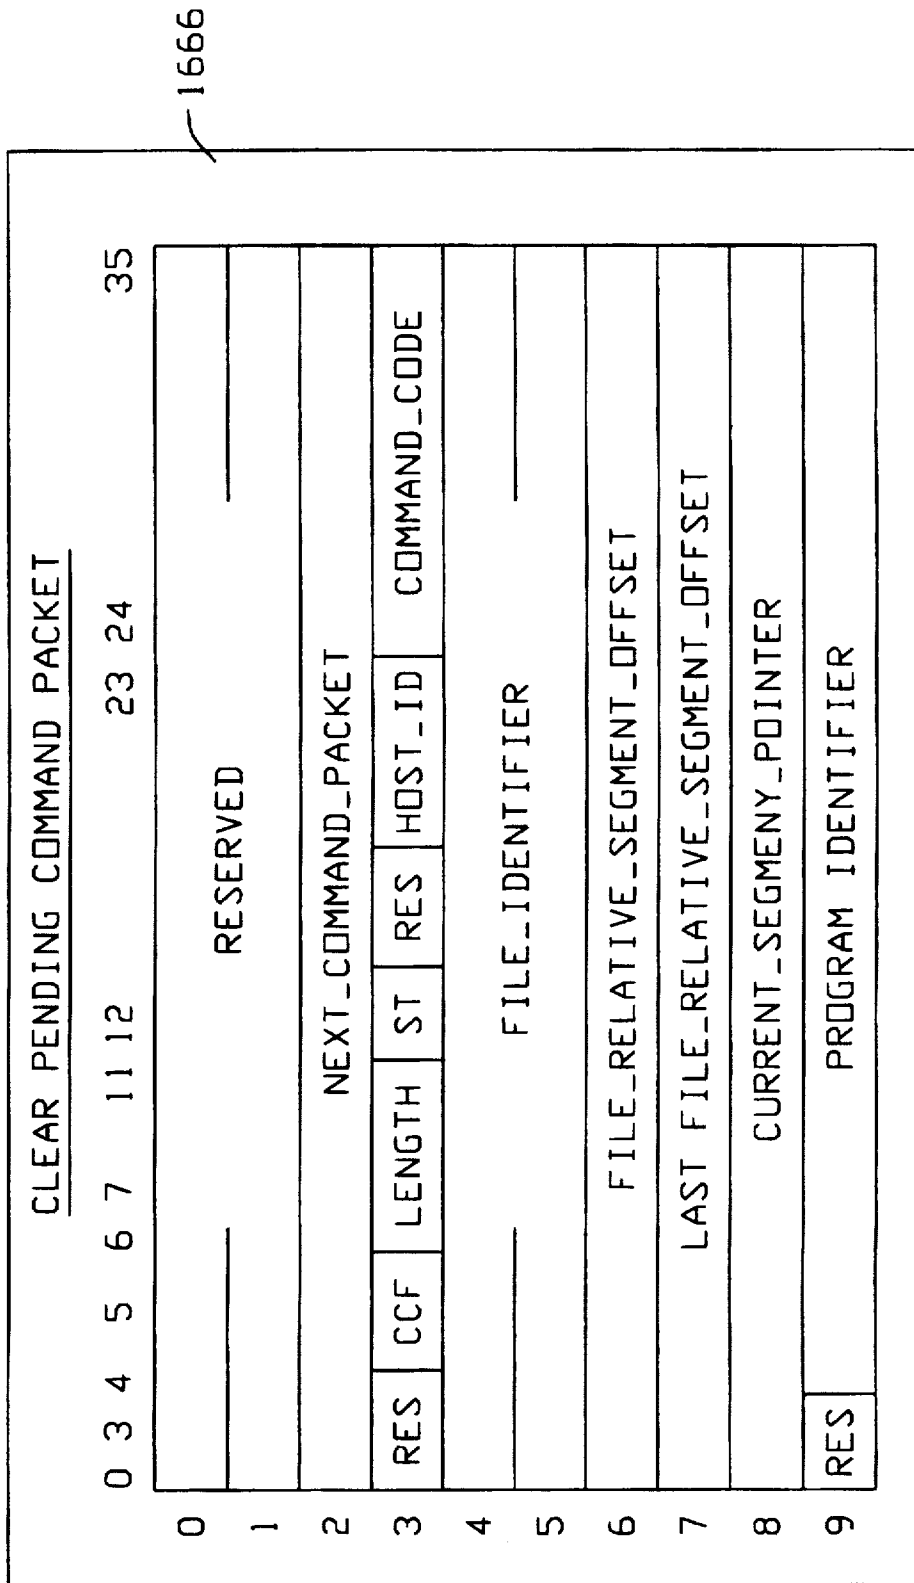 CLEAR PENDING COMMAND PACKET
1666
0 3 4 5 6 7 11 12 23 24 35
0 RESERVED
1
2 NEXT_COMMAND_PACKET
3 RES CCF LENGTH ST RES HOST_ID COMMAND_CODE
4 FILE_IDENTIFIER
5
6 FILE_RELATIVE_SEGMENT_OFFSET
7 LAST FILE_RELATIVE_SEGMENT_OFFSET
8 CURRENT_SEGMENY_POINTER
9 RES PROGRAM IDENTIFIER